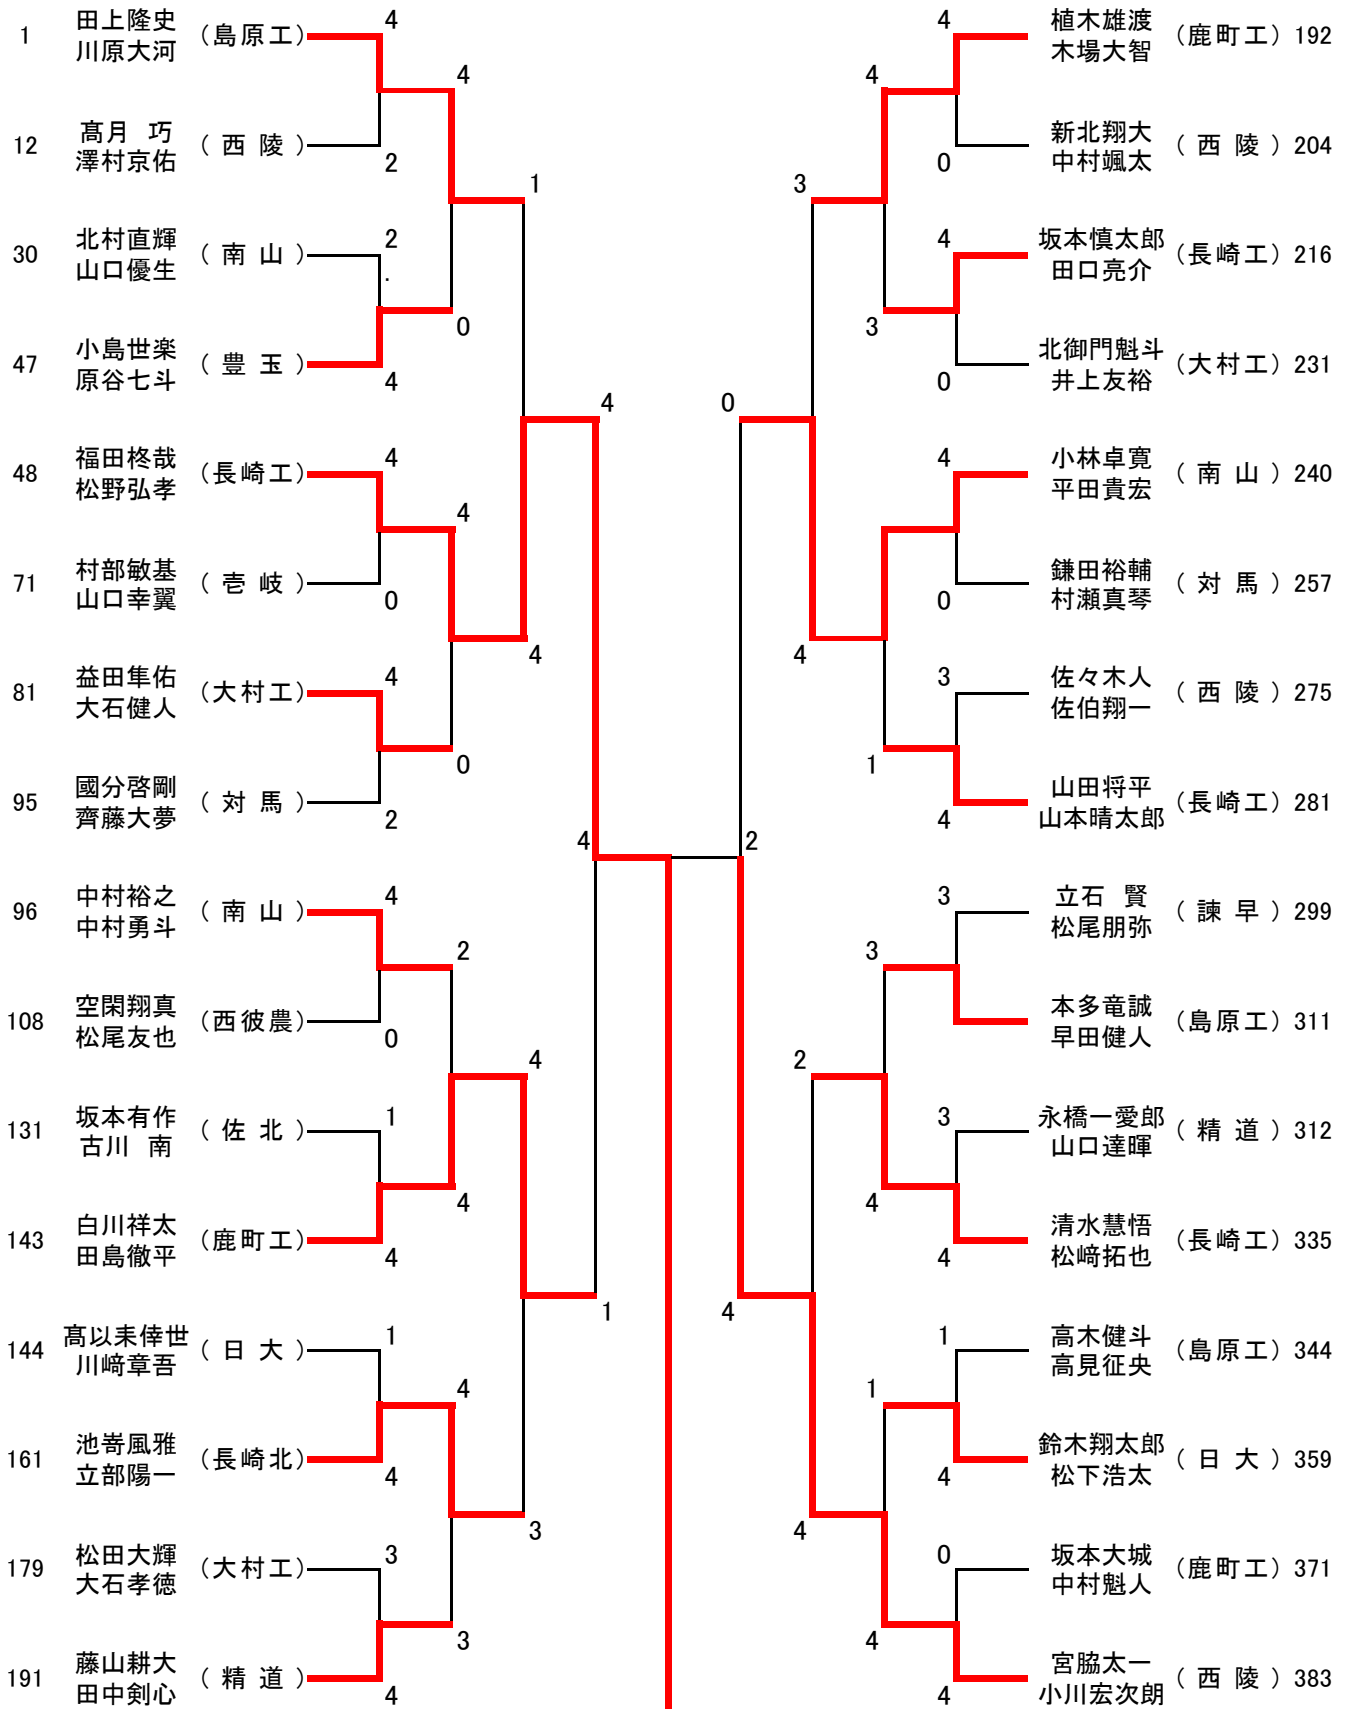 1 田上隆史 川原大河 （島原工） 4
12 髙月 巧 澤村京佑 （西 陵） 2
4
30 北村直輝 山口優生 （南 山） 2
.
47 小島世楽 原谷七斗 （豊 玉） 4
0
1
48 福田柊哉 松野弘孝 （長崎工） 4
71 村部敏基 山口幸翼 （壱 岐） 0
4
81 益田隼佑 大石健人 （大村工） 4
95 國分啓剛 齊藤大夢 （対 馬） 2
0
4
4
96 中村裕之 中村勇斗 （南 山） 4
108 空閑翔真 松尾友也 （西彼農） 0
2
131 坂本有作 古川 南 （佐 北） 1
143 白川祥太 田島徹平 （鹿町工） 4
4
4
144 髙以耒倖世 川﨑章吾 （日 大） 1
161 池嵜風雅 立部陽一 （長崎北） 4
4
179 松田大輝 大石孝徳 （大村工） 3
191 藤山耕大 田中剣心 （精 道） 4
3
3
1
4
2
4 植木雄渡 木場大智 （鹿町工） 192
0 新北翔大 中村颯太 （西 陵） 204
4
4 坂本慎太郎 田口亮介 （長崎工） 216
0 北御門魁斗 井上友裕 （大村工） 231
3
3
4 小林卓寛 平田貴宏 （南 山） 240
0 鎌田裕輔 村瀬真琴 （対 馬） 257
3 佐々木人 佐伯翔一 （西 陵） 275
4 山田将平 山本晴太郎 （長崎工） 281
1
4
0
3 立石 賢 松尾朋弥 （諫 早） 299
本多竜誠 早田健人 （島原工） 311
3
3 永橋一愛郎 山口達暉 （精 道） 312
4 清水慧悟 松﨑拓也 （長崎工） 335
4
2
1 高木健斗 高見征央 （島原工） 344
4 鈴木翔太郎 松下浩太 （日 大） 359
1
0 坂本大城 中村魁人 （鹿町工） 371
4 宮脇太一 小川宏次朗 （西 陵） 383
4
4
4